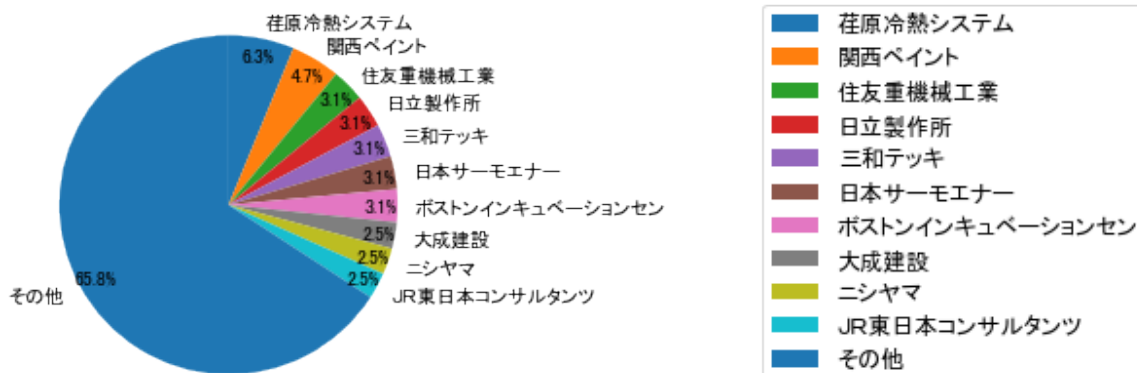 荏原冷熱システム
関西ペイント
住友重機械工業
日立製作所
三和テッキ
日本サーモエナー
ボストンインキュベーションセン
大成建設
ニシヤマ
JR東日本コンサルタンツ
その他
6.3%
4.7%
3.1%
3.1%
3.1%
3.1%
3.1%
2.5%
2.5%
2.5%
65.8%
荏原冷熱システム
関西ペイント
住友重機械工業
日立製作所
三和テッキ
日本サーモエナー
ボストンインキュベーションセン
大成建設
ニシヤマ
JR東日本コンサルタンツ
その他